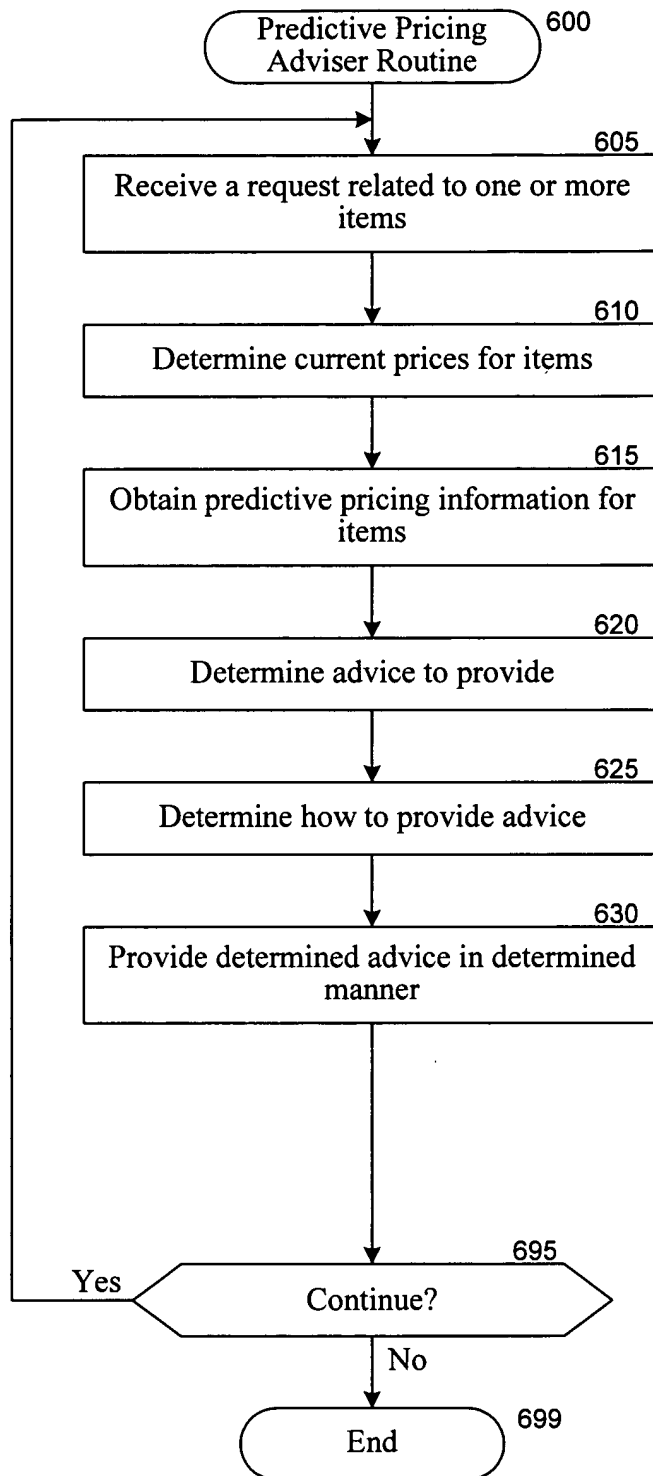 Predictive Pricing
Adviser Routine
600
605
Receive a request related to one or more
items
610
Determine current prices for items
615
Obtain predictive pricing information for
items
620
Determine advice to provide
625
Determine how to provide advice
630
Provide determined advice in determined
manner
695
Yes
Continue?
No
699
End